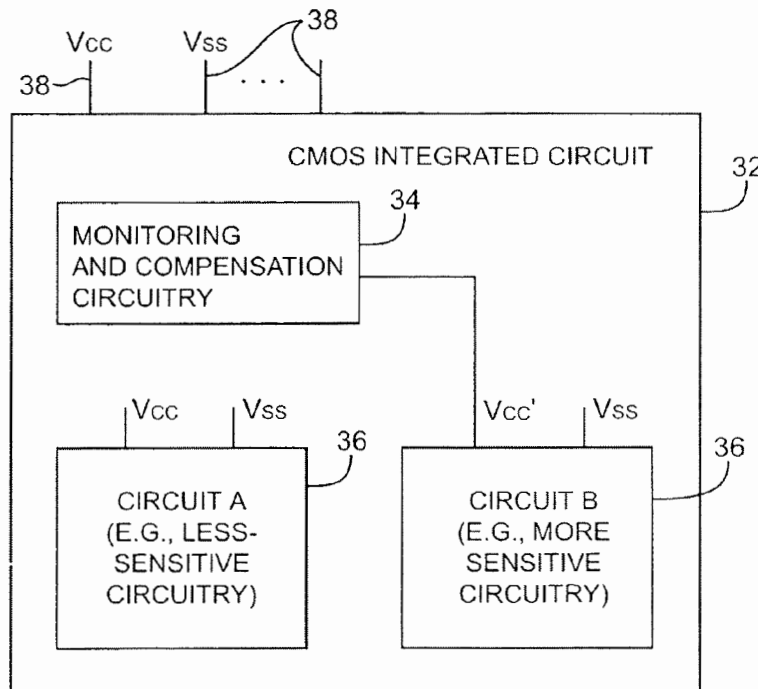 38
VCC VSS
38 . . .
CMOS INTEGRATED CIRCUIT
32
34
MONITORING
AND COMPENSATION
CIRCUITRY
VCC VSS VCC' VSS
36 36
CIRCUIT A
(E.G., LESS-
SENSITIVE
CIRCUITRY)
CIRCUIT B
(E.G., MORE
SENSITIVE
CIRCUITRY)